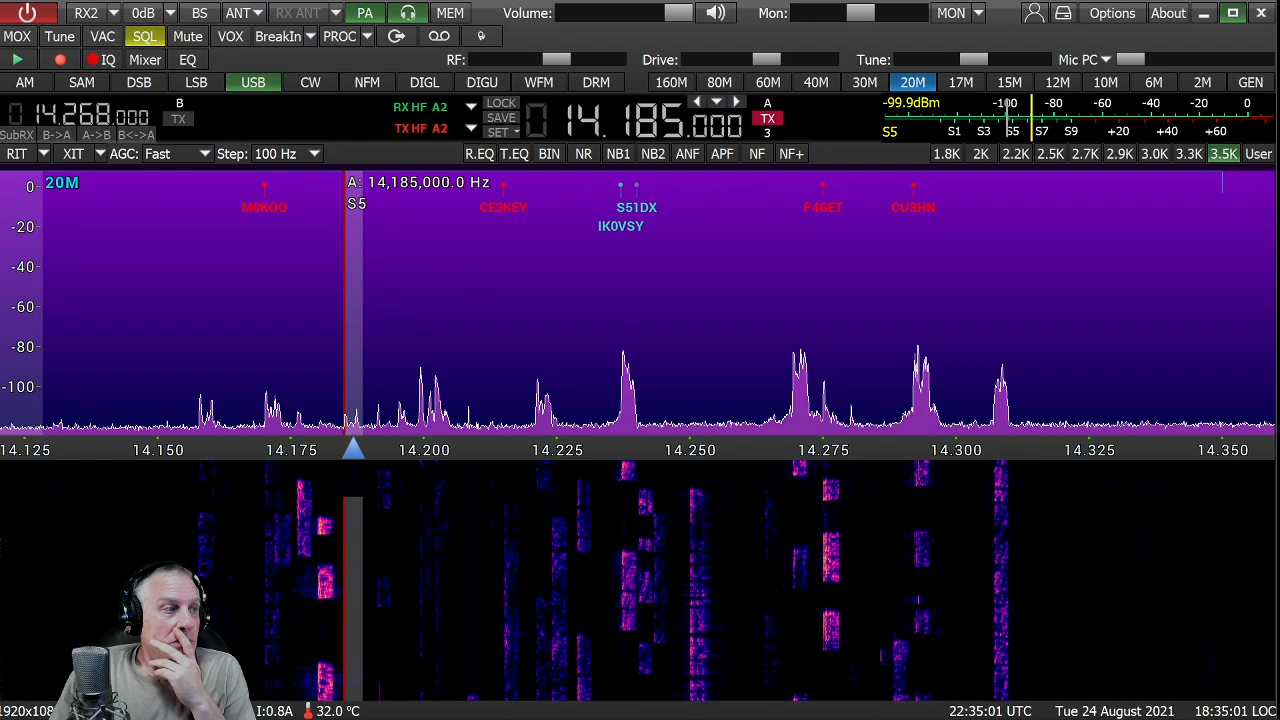 RX2 0dB BS ANT RX ANT PA MEM Volume: Mon: MON Options About
MOX Tune VAC SQL Mute VOX BreakIn PROC
IQ Mixer EQ RF: Drive: Tune: Mic PC
AM SAM DSB LSB USB CW NFM DIGL DIGU WFM DRM 160M 80M 60M 40M 30M 20M 17M 15M 12M 10M 6M 2M GEN
0 14.268.000 B TX RX HF A2 LOCK 0 14.185.000 A TX 3 -99.9dBm -100 -80 -60 -40 -20 0
SubRX B->A A->B B<->A TX HF A2 SAVE SET S5 S1 S3 S5 S7 S9 +20 +40 +60
RIT XIT AGC: Fast Step: 100 Hz R.EQ T.EQ BIN NR NB1 NB2 ANF APF NF NF+ 1.8K 2K 2.2K 2.5K 2.7K 2.9K 3.0K 3.3K 3.5K User
0 20M A: 14,185,000.0 Hz
S5
M0KOO CE3KEY S51DX F4GET CU3HN
-20 IK0VSY
-40
-60
-80
-100
14.125 14.150 14.175 14.200 14.225 14.250 14.275 14.300 14.325 14.350
1920x108 I:0.8A 32.0 °C 22:35:01 UTC Tue 24 August 2021 18:35:01 LOC